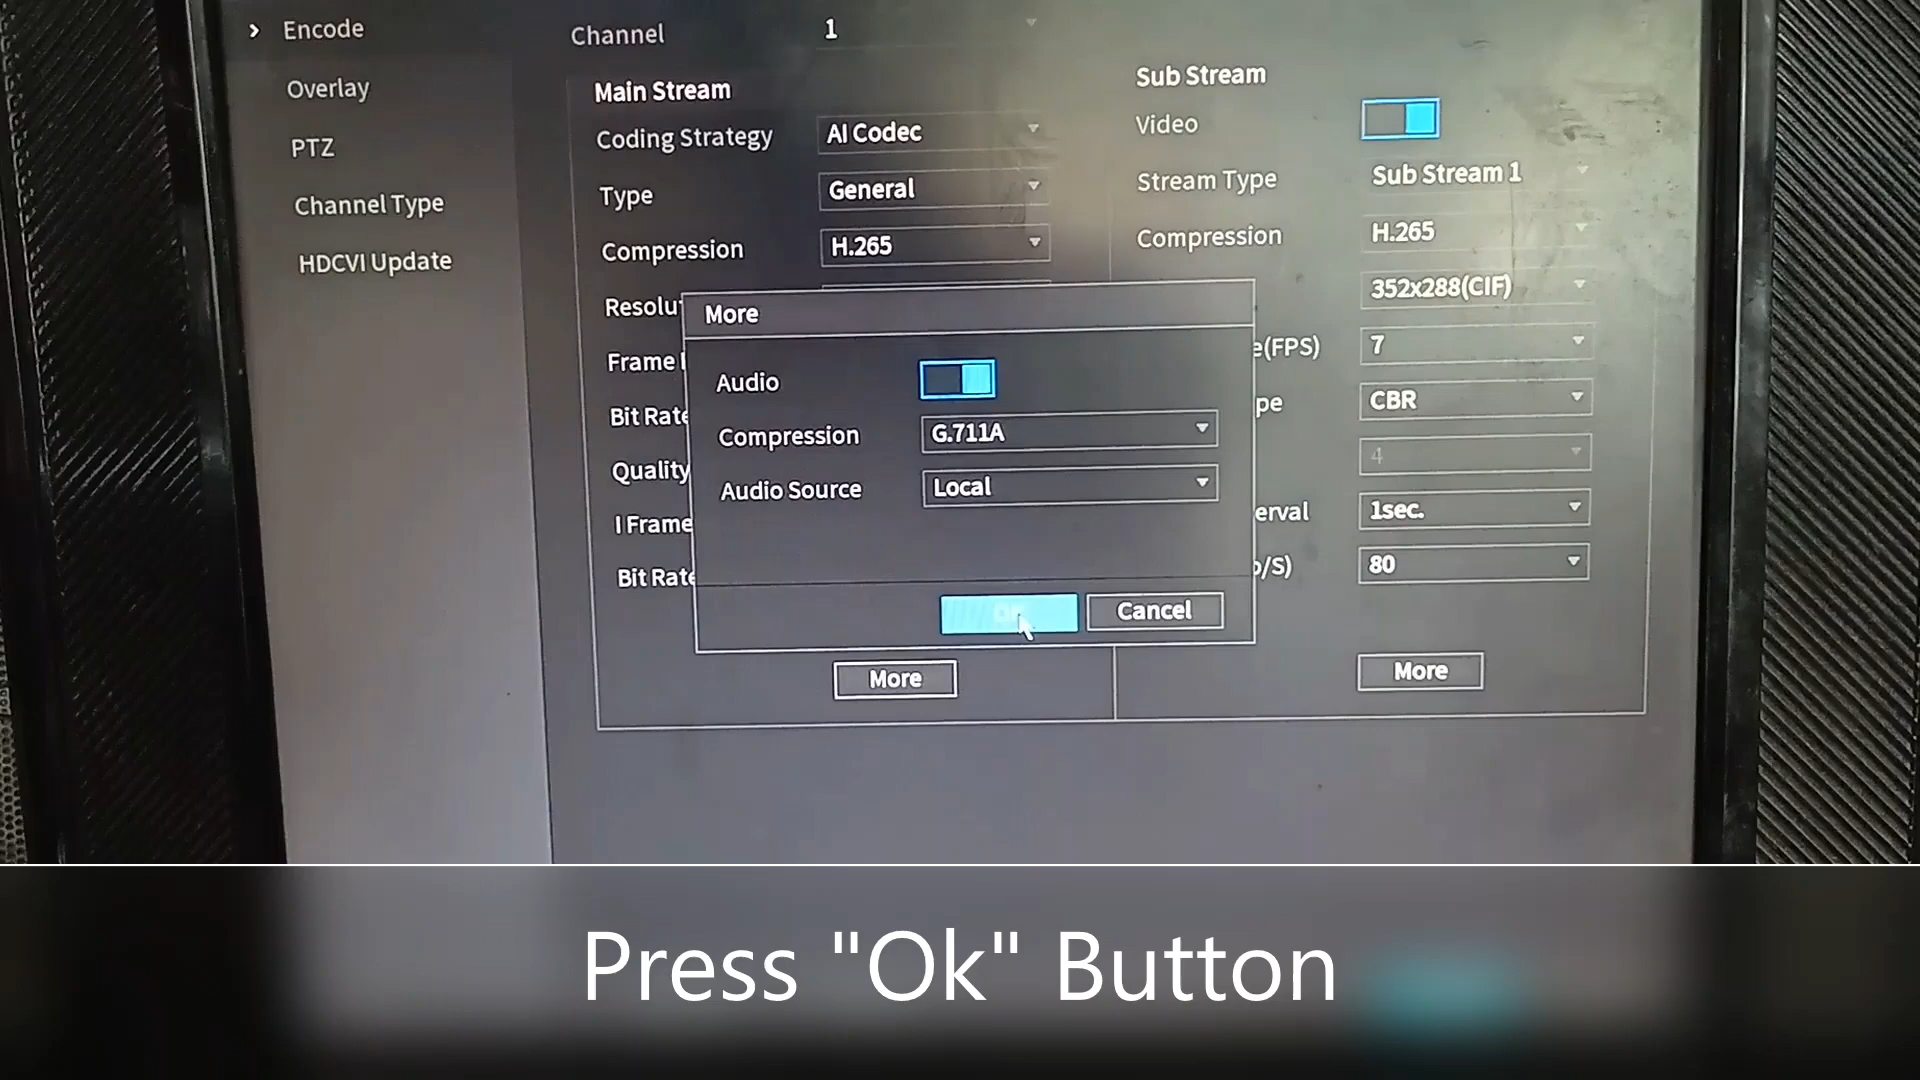 Encode
Overlay
PTZ
Channel Type
HDCVI Update
Channel 1
Main Stream
Coding Strategy AI Codec
Type General
Compression H.265
Frame
Bit Rate
Quality
I Frame
Bit Rate
Sub Stream
Video
Stream Type Sub Stream 1
Compression H.265
352x288(CIF)
(FPS) 7
CBR
4
1sec.
80
More
Audio
Compression G.711A
Audio Source Local
Cancel
More
More
Press "Ok" Button